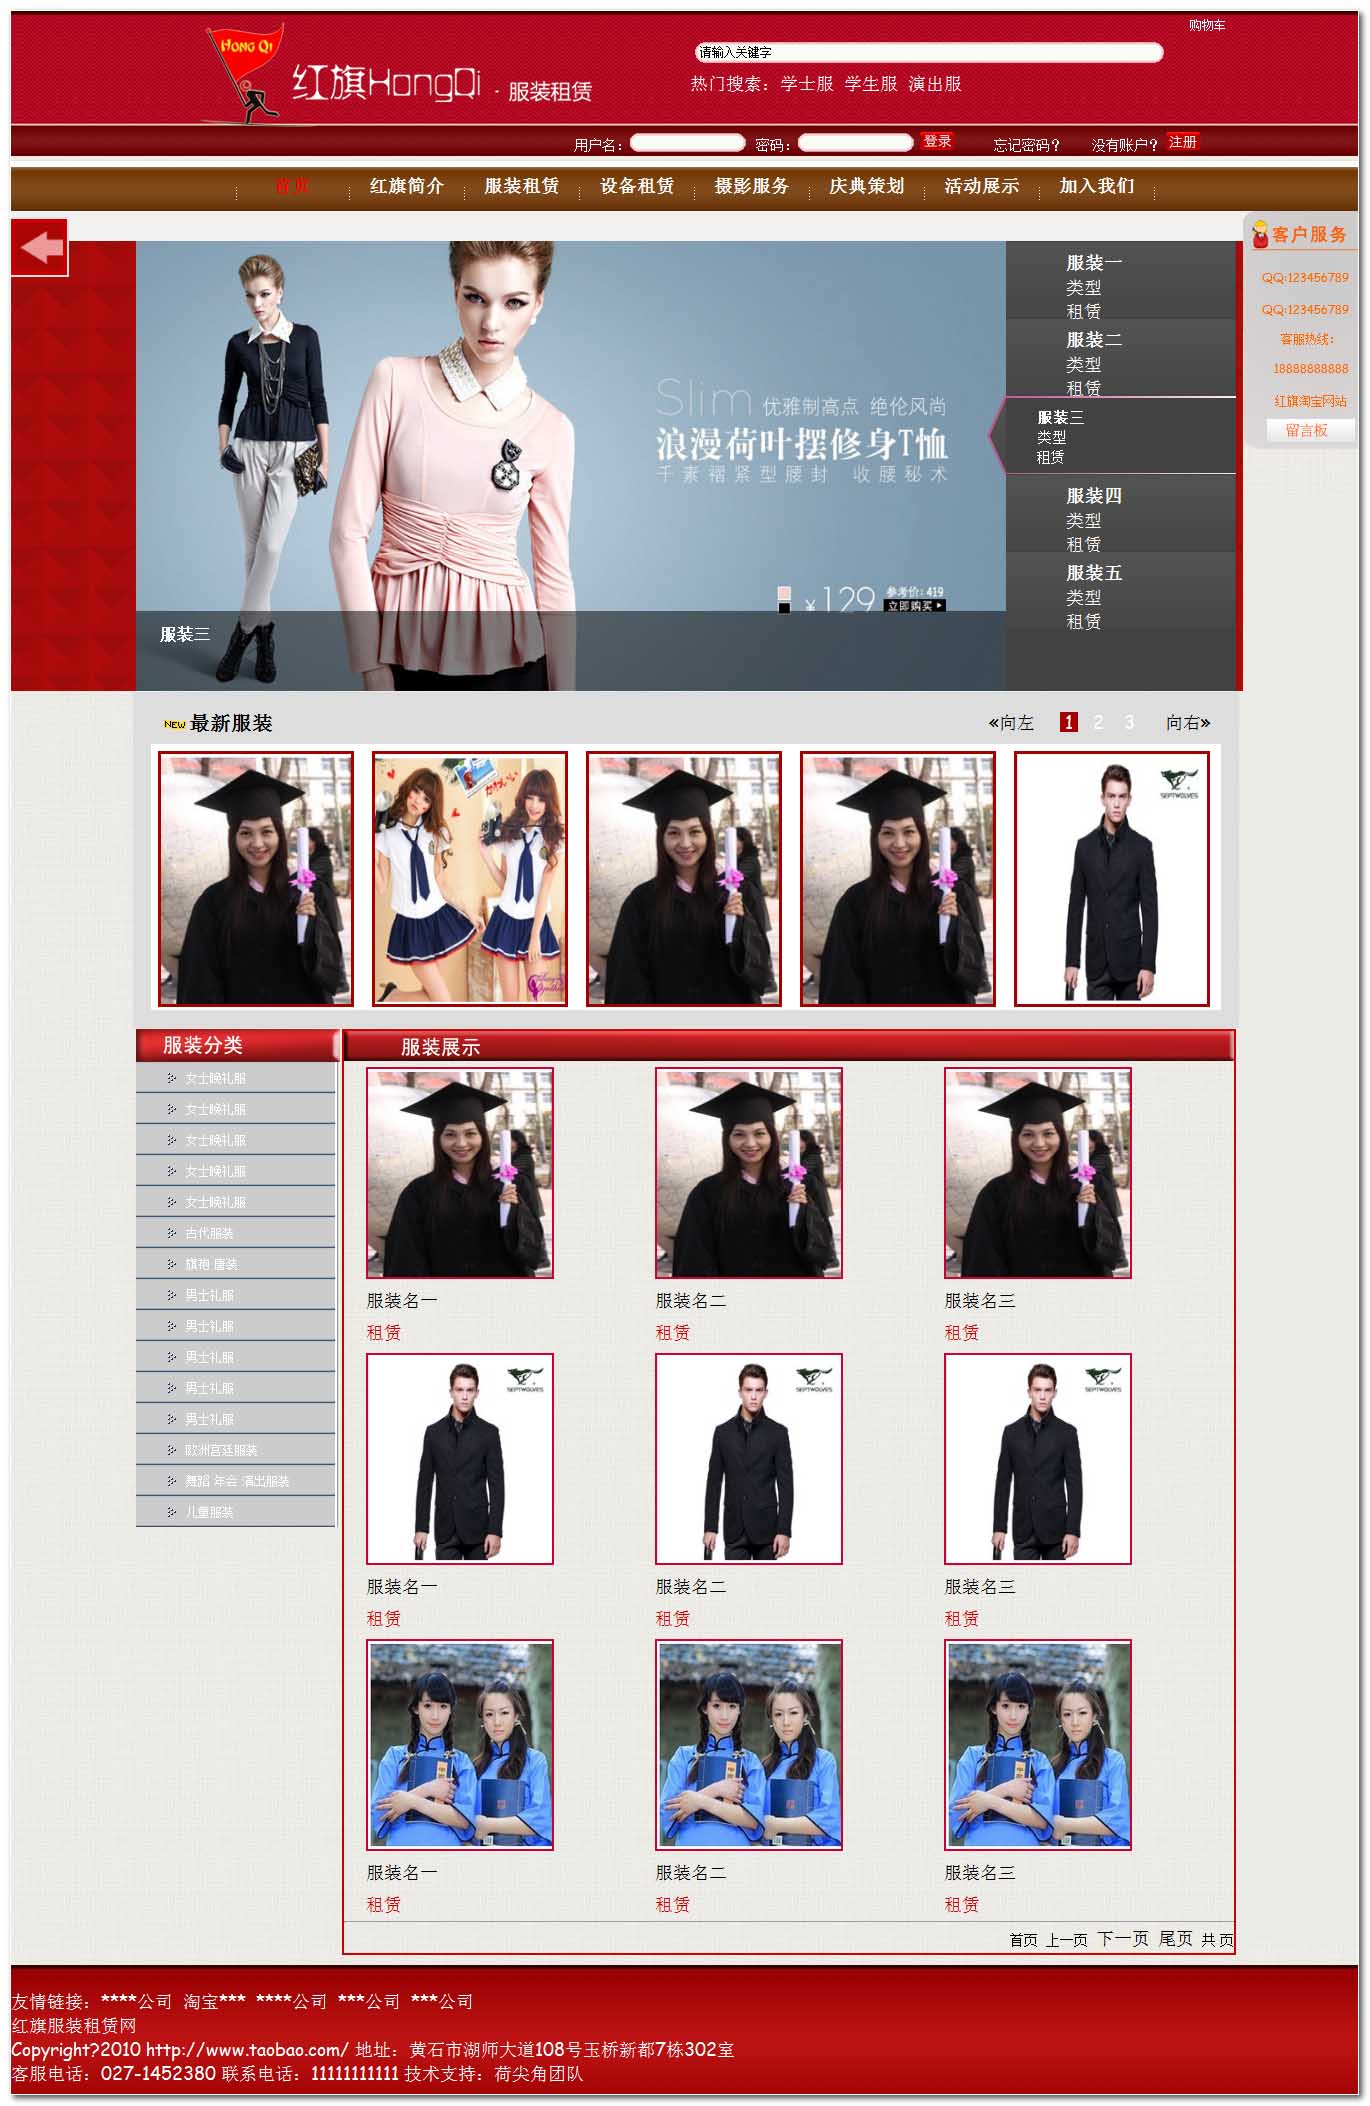 购物车
HONG QI
红旗HongQi · 服装租赁
请输入关键字
热门搜索：学士服 学生服 演出服
用户名： 密码： 登录 忘记密码？ 没有账户？ 注册
首页 红旗简介 服装租赁 设备租赁 摄影服务 庆典策划 活动展示 加入我们
客户服务
QQ:123456789
QQ:123456789
客服热线：
18888888888
红旗淘宝网站
留言板
Slim 优雅制高点 绝伦风尚
浪漫荷叶摆修身T恤
千素褶紧型腰封 收腰秘术
¥129 参考价：419
立即购买
服装三
服装一
类型
租赁
服装二
类型
租赁
服装三
类型
租赁
服装四
类型
租赁
服装五
类型
租赁
NEW 最新服装 «向左 1 2 3 向右»
SEPTWOLVES
服装分类
女士晚礼服
女士晚礼服
女士晚礼服
女士晚礼服
女士晚礼服
古代服装
旗袍 唐装
男士礼服
男士礼服
男士礼服
男士礼服
男士礼服
欧洲宫廷服装
舞蹈 年会 演出服装
儿童服装
服装展示
服装名一 服装名二 服装名三
租赁 租赁 租赁
SEPTWOLVES SEPTWOLVES SEPTWOLVES
服装名一 服装名二 服装名三
租赁 租赁 租赁
服装名一 服装名二 服装名三
租赁 租赁 租赁
首页 上一页 下一页 尾页 共 页
友情链接：****公司 淘宝*** ****公司 ***公司 ***公司
红旗服装租赁网
Copyright?2010 http://www.taobao.com/ 地址：黄石市湖师大道108号玉桥新都7栋302室
客服电话：027-1452380 联系电话：11111111111 技术支持：荷尖角团队